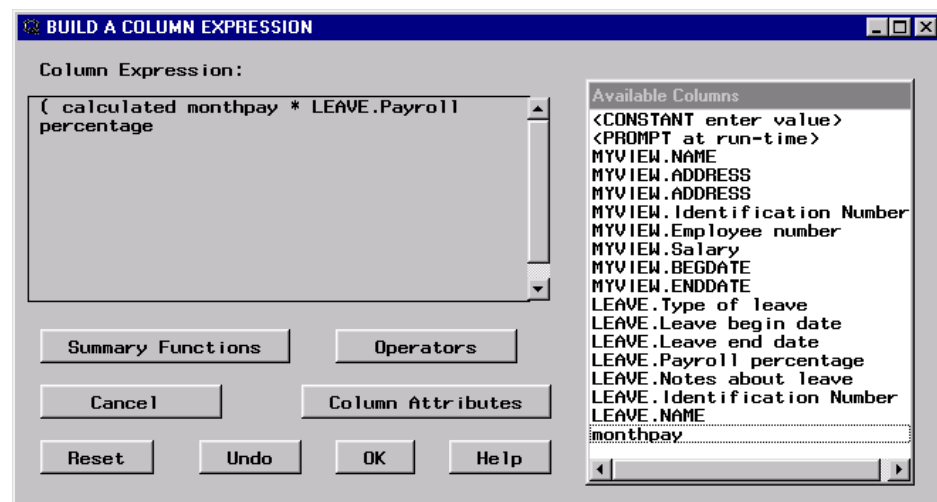 BUILD A COLUMN EXPRESSION
Column Expression:
( calculated monthpay * LEAVE.Payroll
percentage
Summary Functions
Operators
Cancel
Column Attributes
Reset
Undo
OK
Help
Available Columns
<CONSTANT enter value>
<PROMPT at run-time>
MYVIEW.NAME
MYVIEW.ADDRESS
MYVIEW.ADDRESS
MYVIEW.Identification Number
MYVIEW.Employee number
MYVIEW.Salary
MYVIEW.BEGDATE
MYVIEW.ENDDATE
LEAVE.Type of leave
LEAVE.Leave begin date
LEAVE.Leave end date
LEAVE.Payroll percentage
LEAVE.Notes about leave
LEAVE.Identification Number
LEAVE.NAME
monthpay